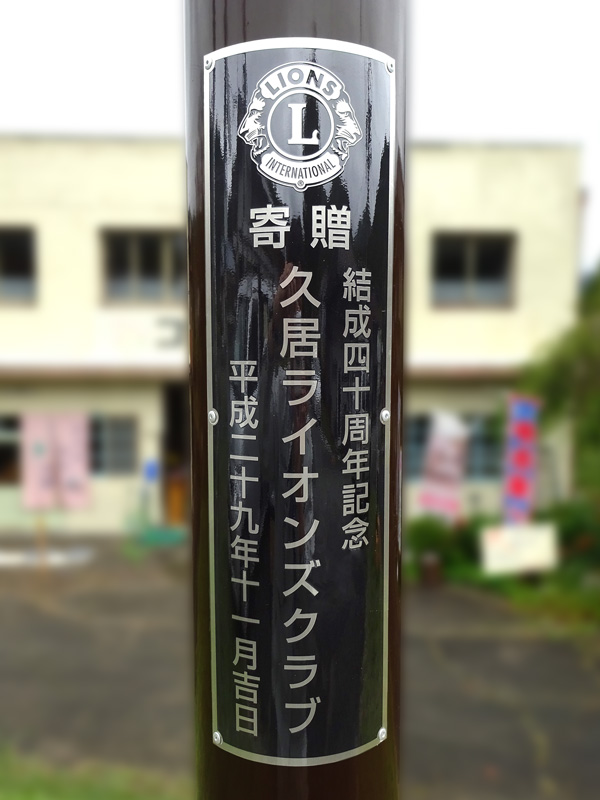 LIONS
L
INTERNATIONAL
寄贈
結成四十周年記念
久居ライオンズクラブ
平成二十九年十一月吉日